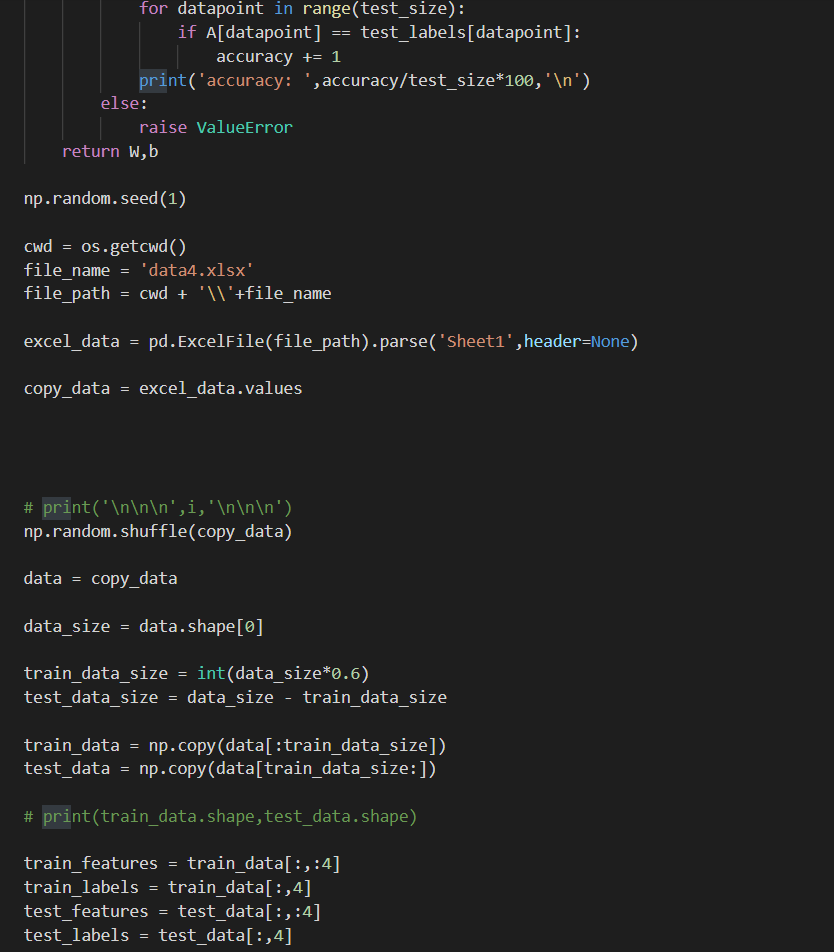 for datapoint in range(test_size):
if A[datapoint] == test_labels[datapoint]:
accuracy += 1
print('accuracy: ',accuracy/test_size*100,'\n')
else:
raise ValueError
return W,b
np.random.seed(1)
cwd = os.getcwd()
file_name = 'data4.xlsx'
file_path = cwd + '\\'+file_name
excel_data = pd.ExcelFile(file_path).parse('Sheet1',header=None)
copy_data = excel_data.values
# print('\n\n\n',i,'\n\n\n')
np.random.shuffle(copy_data)
data = copy_data
data_size = data.shape[0]
train_data_size = int(data_size*0.6)
test_data_size = data_size - train_data_size
train_data = np.copy(data[:train_data_size])
test_data = np.copy(data[train_data_size:])
# print(train_data.shape,test_data.shape)
train_features = train_data[:,:4]
train_labels = train_data[:,4]
test_features = test_data[:,:4]
test_labels = test_data[:,4]